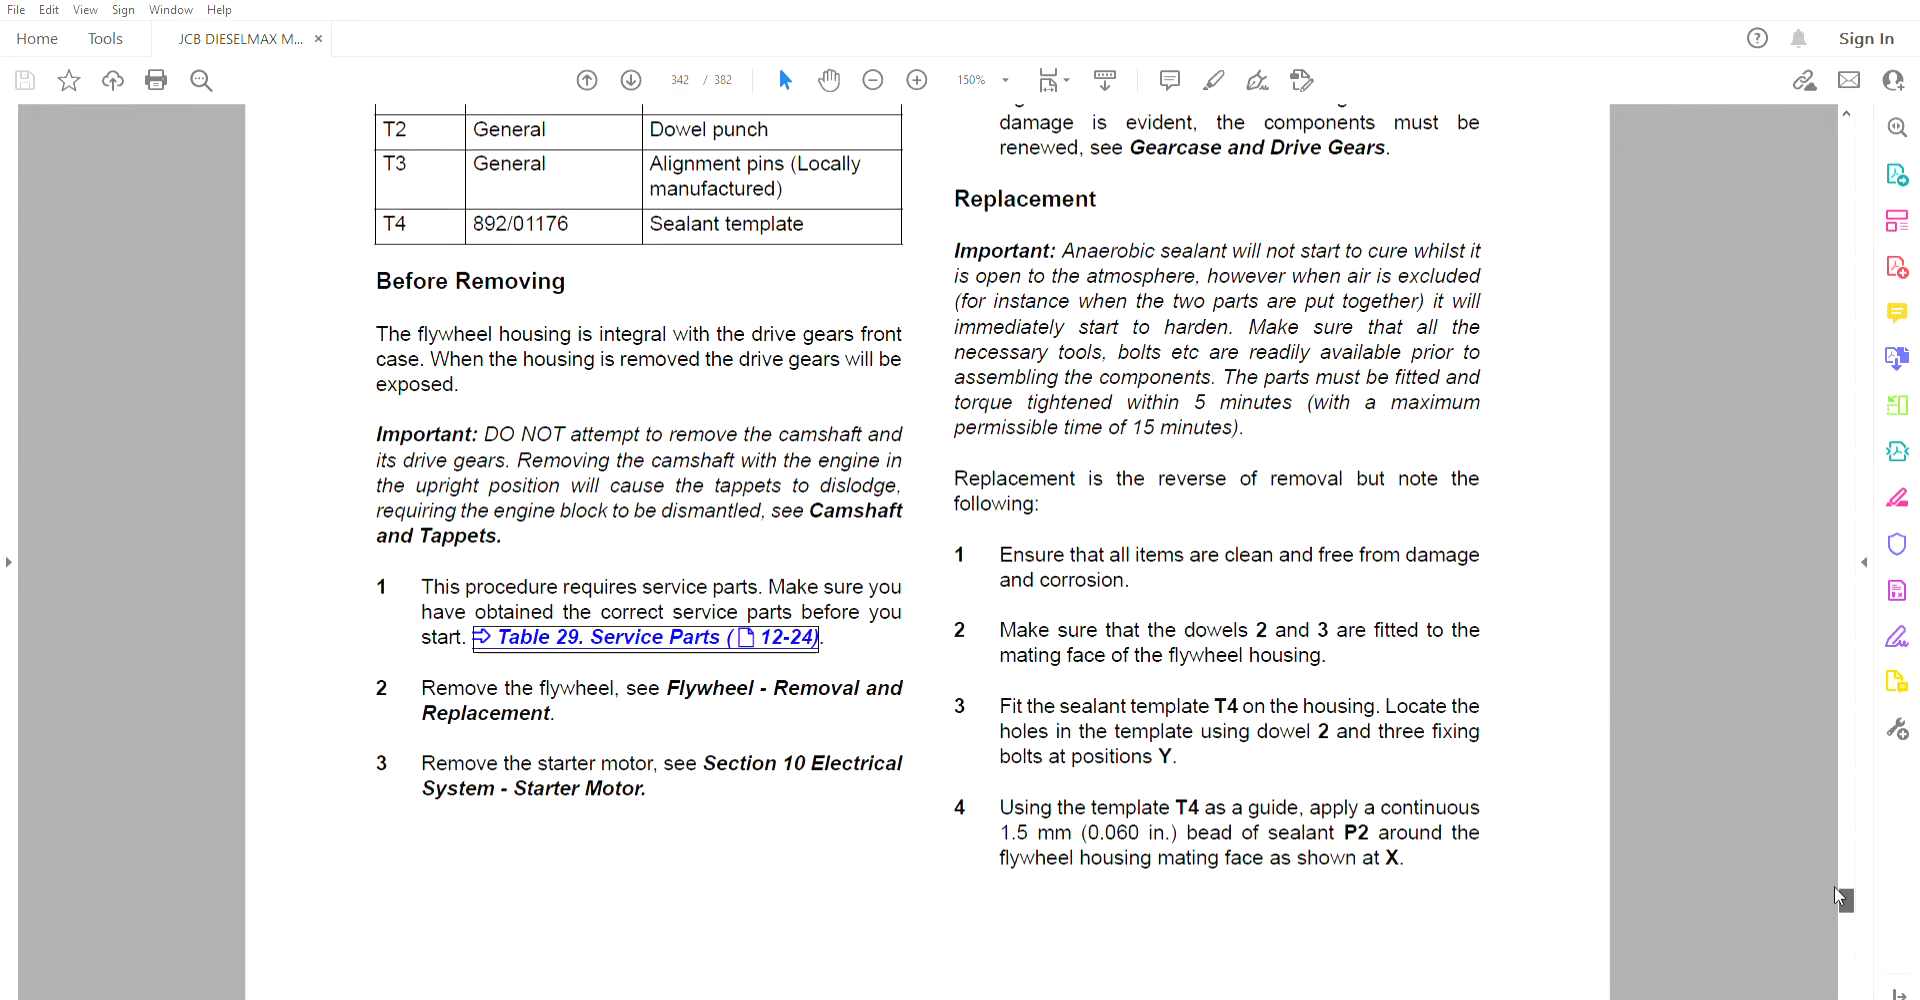 File Edit View Sign Window Help
Home Tools JCB DIESELMAX M... × Sign In
342 / 382 150%
T2 General Dowel punch
T3 General Alignment pins (Locally
manufactured)
T4 892/01176 Sealant template
Before Removing
The flywheel housing is integral with the drive gears front
case. When the housing is removed the drive gears will be
exposed.
Important: DO NOT attempt to remove the camshaft and
its drive gears. Removing the camshaft with the engine in
the upright position will cause the tappets to dislodge,
requiring the engine block to be dismantled, see Camshaft
and Tappets.
1 This procedure requires service parts. Make sure you
have obtained the correct service parts before you
start. Table 29. Service Parts ( 12-24).
2 Remove the flywheel, see Flywheel - Removal and
Replacement.
3 Remove the starter motor, see Section 10 Electrical
System - Starter Motor.
damage is evident, the components must be
renewed, see Gearcase and Drive Gears.
Replacement
Important: Anaerobic sealant will not start to cure whilst it
is open to the atmosphere, however when air is excluded
(for instance when the two parts are put together) it will
immediately start to harden. Make sure that all the
necessary tools, bolts etc are readily available prior to
assembling the components. The parts must be fitted and
torque tightened within 5 minutes (with a maximum
permissible time of 15 minutes).
Replacement is the reverse of removal but note the
following:
1 Ensure that all items are clean and free from damage
and corrosion.
2 Make sure that the dowels 2 and 3 are fitted to the
mating face of the flywheel housing.
3 Fit the sealant template T4 on the housing. Locate the
holes in the template using dowel 2 and three fixing
bolts at positions Y.
4 Using the template T4 as a guide, apply a continuous
1.5 mm (0.060 in.) bead of sealant P2 around the
flywheel housing mating face as shown at X.